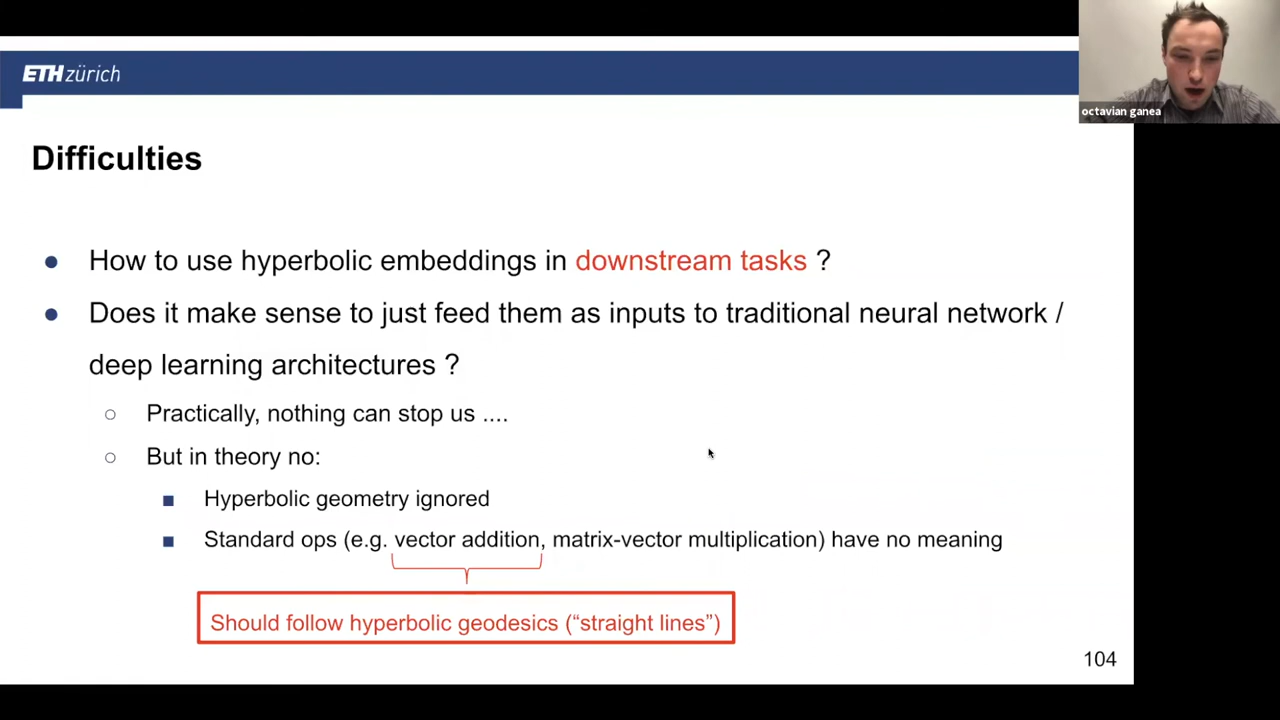 ETH zürich
octavian ganea
Difficulties
● How to use hyperbolic embeddings in downstream tasks ?
● Does it make sense to just feed them as inputs to traditional neural network /
deep learning architectures ?
○ Practically, nothing can stop us ....
○ But in theory no:
■ Hyperbolic geometry ignored
■ Standard ops (e.g. vector addition, matrix-vector multiplication) have no meaning
Should follow hyperbolic geodesics (“straight lines”)
104